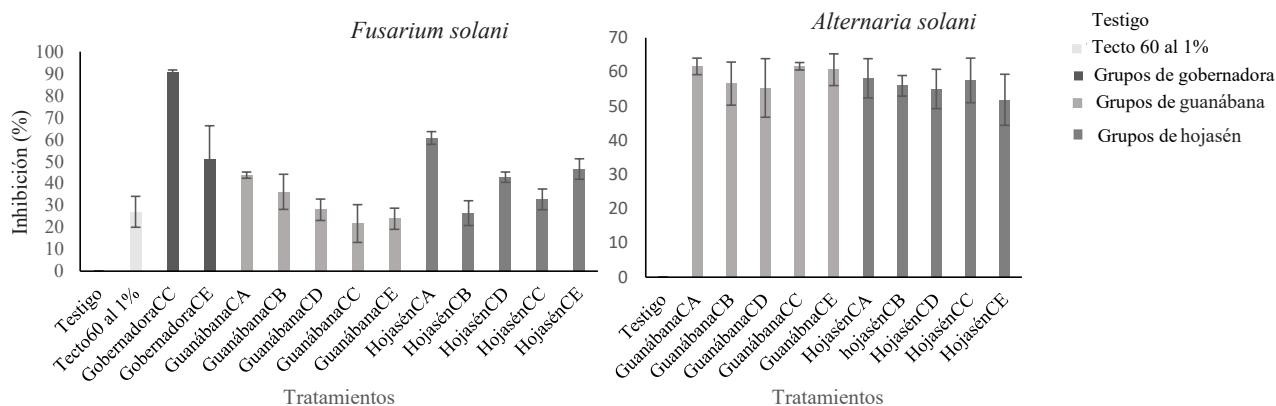 Fusarium solani
Inhibición (%)
100
90
80
70
60
50
40
30
20
10
0
Testigo
Tecto60 al 1%
GobernadoraCC
GobernadoraCE
GuanábanaCA
GuanábanaCB
GuanábanaCD
GuanábanaCC
GuanábanaCE
HojasénCA
HojasénCB
HojasénCD
HojasénCC
HojasénCE
Tratamientos
Alternaria solani
70
60
50
40
30
20
10
0
Testigo
GuanábanaCA
GuanábanaCB
GuanábanaCD
GuanábanaCC
GuanábnaCE
HojasénCA
hojasénCB
HojasénCD
HojasénCC
HojasénCE
Tratamientos
Testigo
Tecto 60 al 1%
Grupos de gobernadora
Grupos de guanábana
Grupos de hojasén